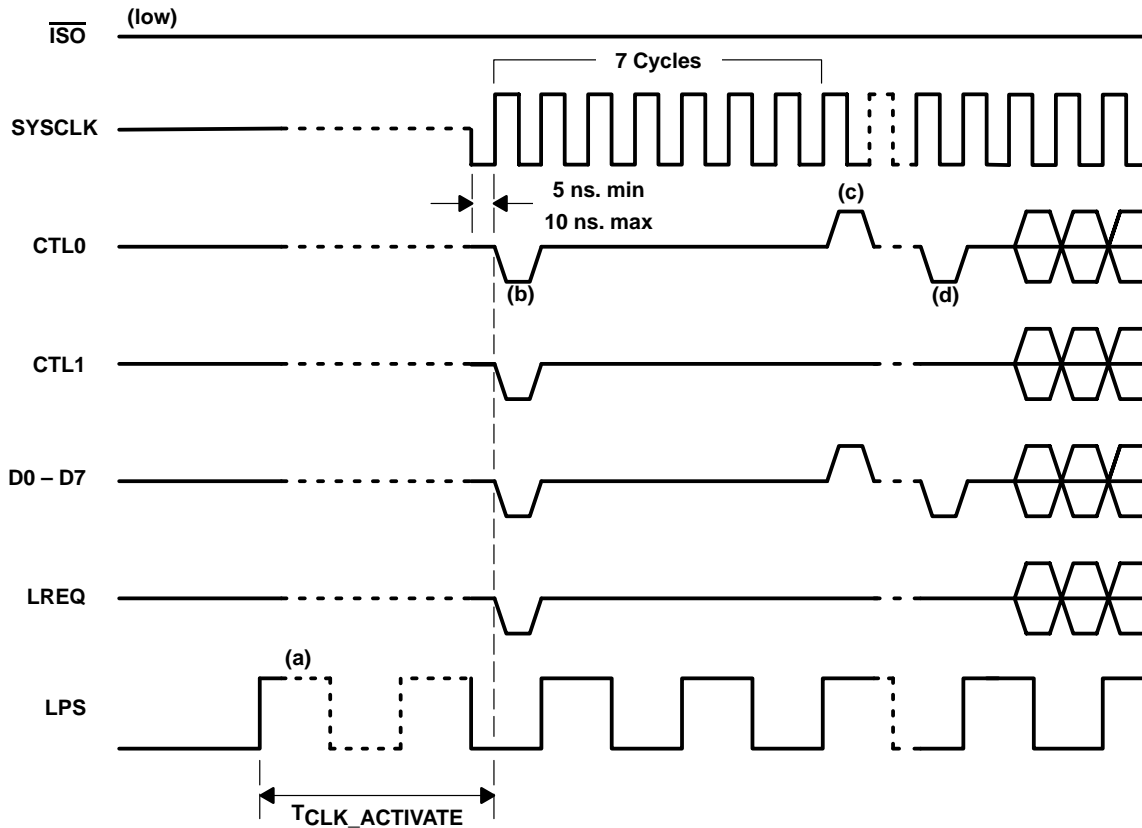 (low)
ISO
7 Cycles
SYSCLK
5 ns. min
10 ns. max
(c)
CTL0
(b)
(d)
CTL1
D0 – D7
LREQ
(a)
LPS
TCLK_ACTIVATE